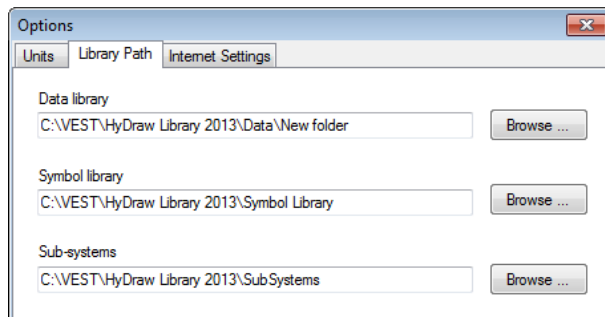 Options
Units Library Path Internet Settings
Data library
C:\VEST\HyDraw Library 2013\Data\New folder Browse ...
Symbol library
C:\VEST\HyDraw Library 2013\Symbol Library Browse ...
Sub-systems
C:\VEST\HyDraw Library 2013\SubSystems Browse ...